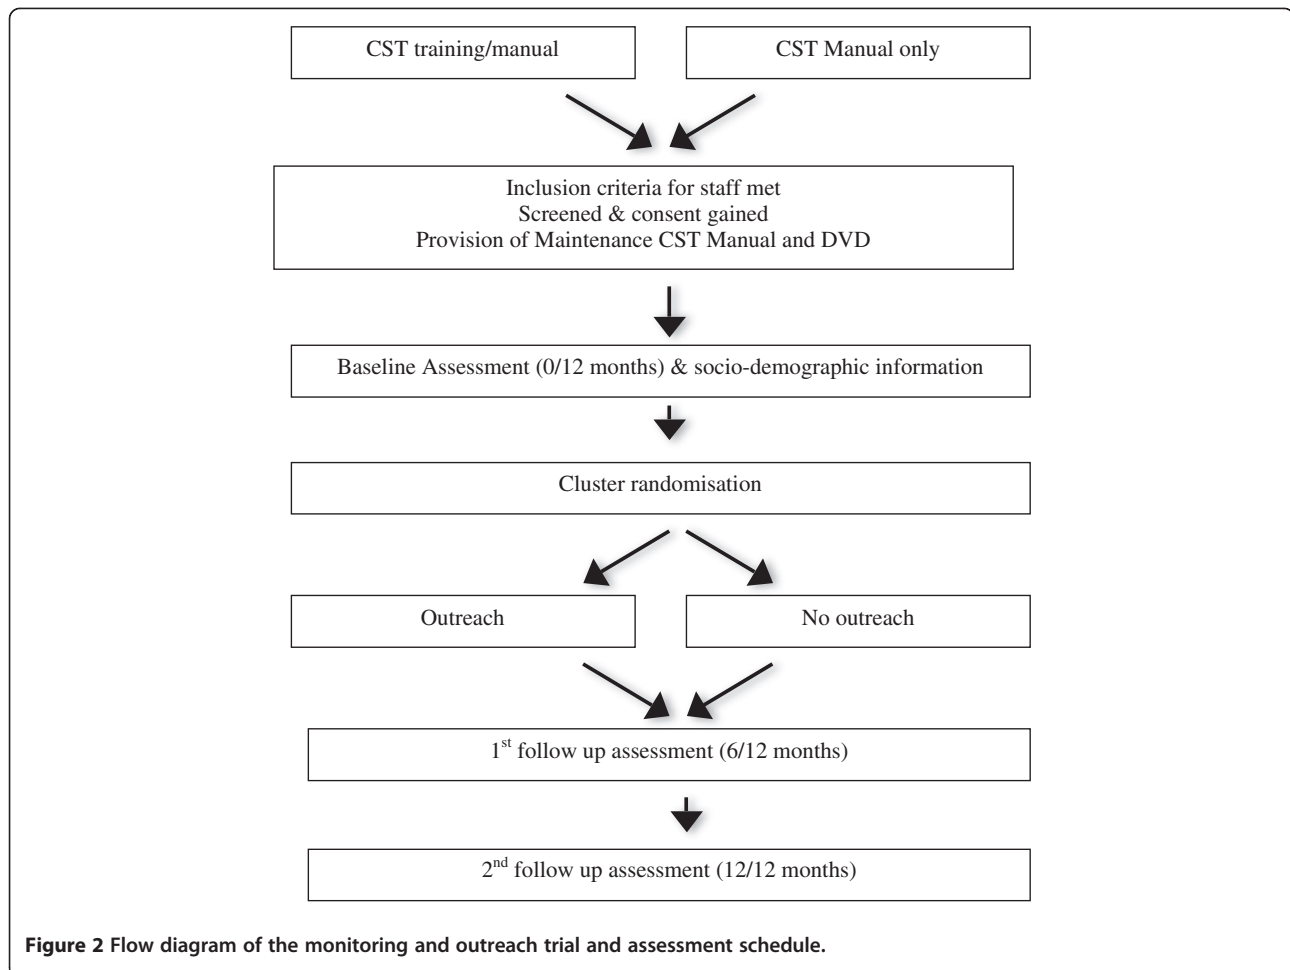 CST training/manual
CST Manual only
Inclusion criteria for staff met
Screened & consent gained
Provision of Maintenance CST Manual and DVD
Baseline Assessment (0/12 months) & socio-demographic information
Cluster randomisation
Outreach
No outreach
1st follow up assessment (6/12 months)
2nd follow up assessment (12/12 months)
Figure 2 Flow diagram of the monitoring and outreach trial and assessment schedule.